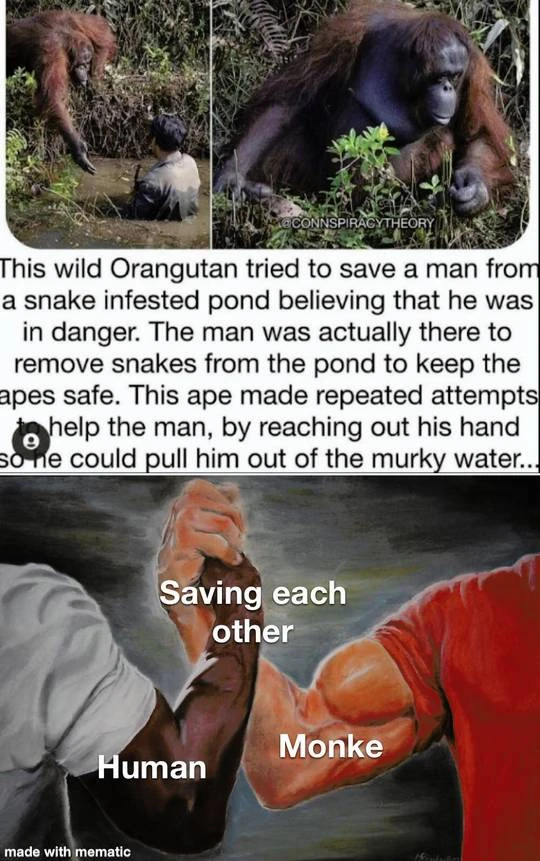 @CONNSPIRACYTHEORY
This wild Orangutan tried to save a man from
a snake infested pond believing that he was
in danger. The man was actually there to
remove snakes from the pond to keep the
apes safe. This ape made repeated attempts
to help the man, by reaching out his hand
so he could pull him out of the murky water...
Saving each
other
Monke
Human
made with mematic